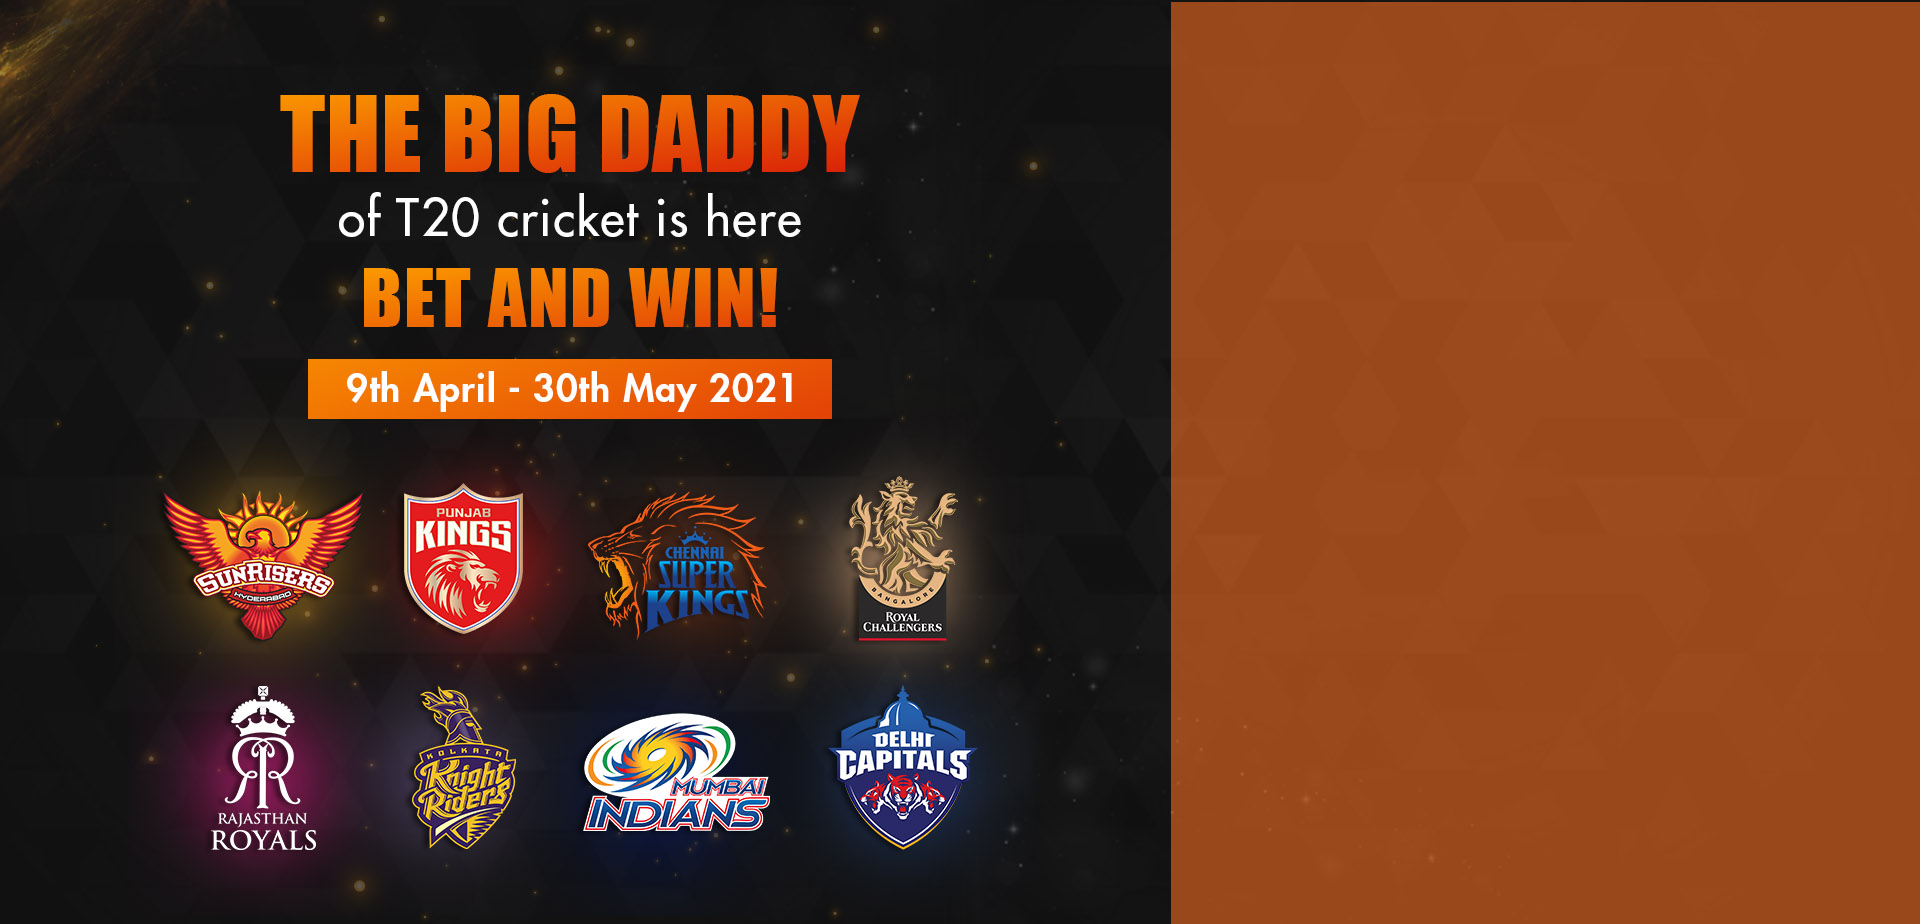 THE BIG DADDY
of T20 cricket is here
BET AND WIN!
9th April - 30th May 2021
SUNRISERS
HYDERABAD
PUNJAB
KINGS
CHENNAI
SUPER
KINGS
BANGALORE
ROYAL
CHALLENGERS
RAJASTHAN
ROYALS
KOLKATA
Knight
Riders
MUMBAI
INDIANS
DELHI
CAPITALS